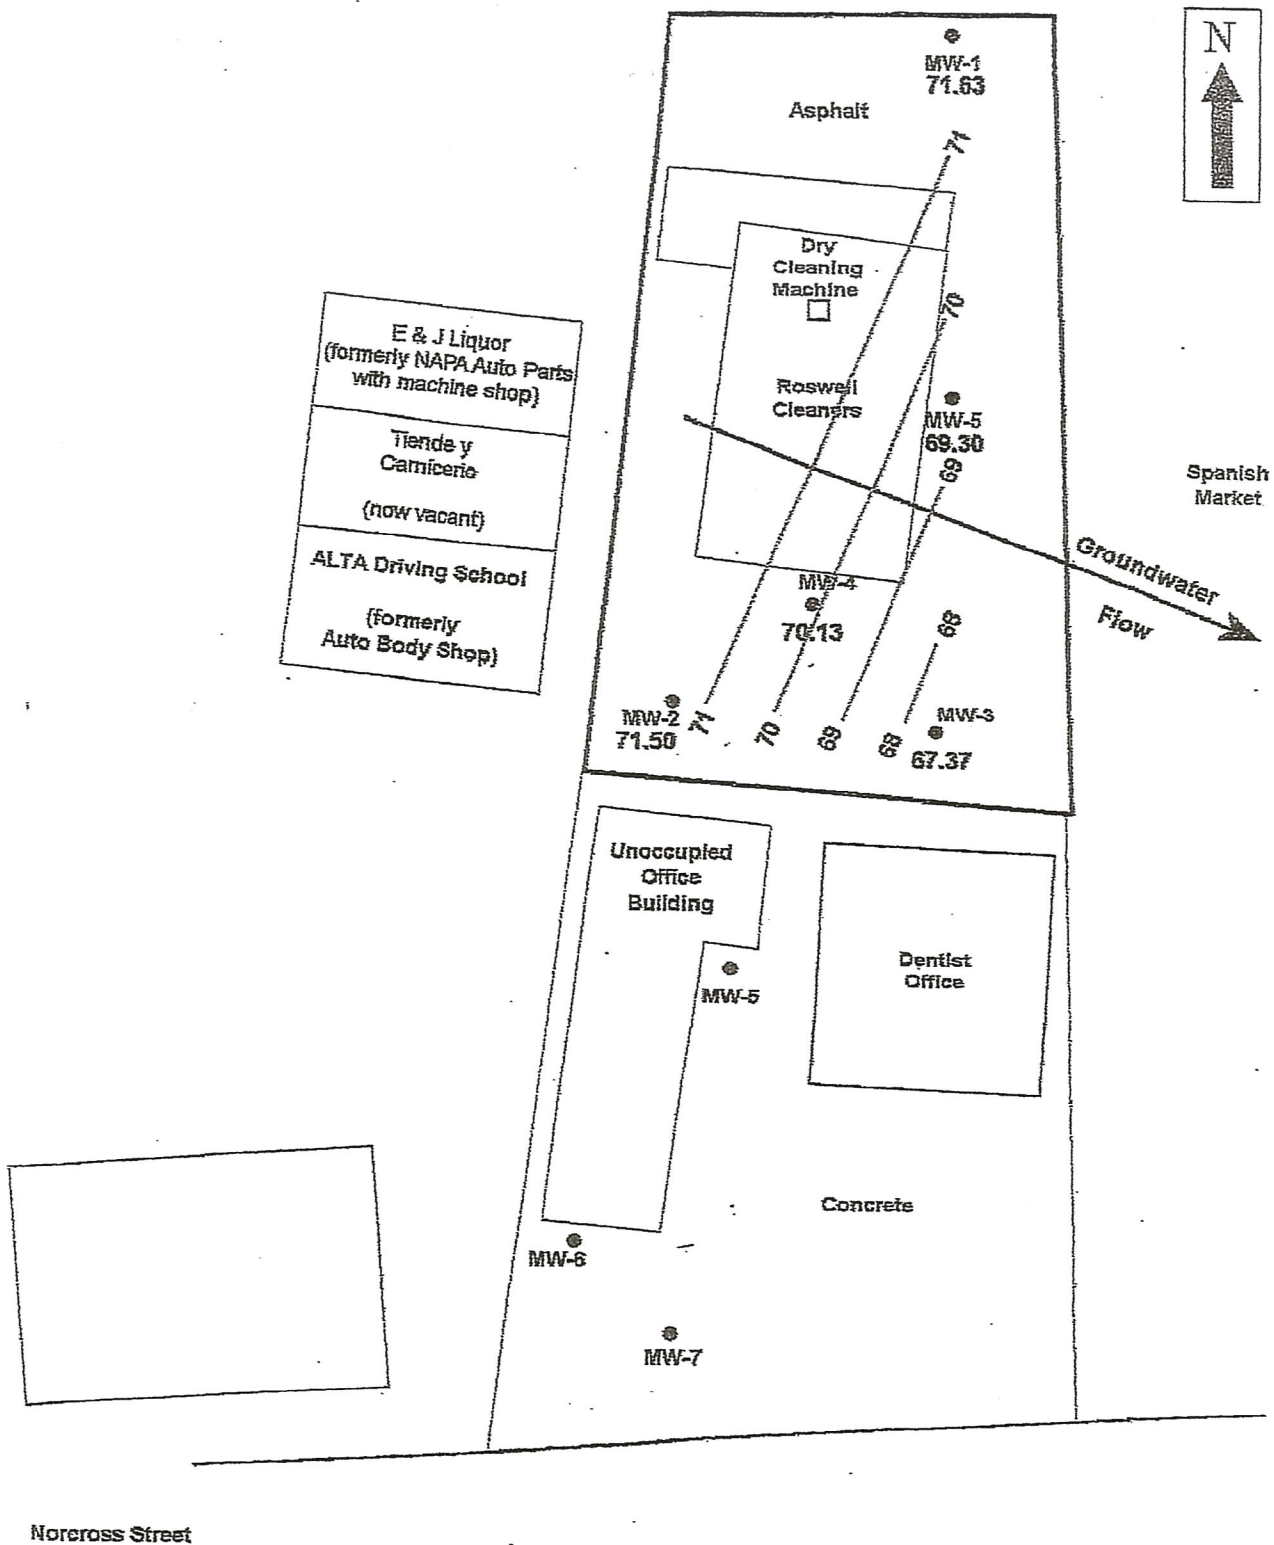 N
MW-1
71.63
Asphalt
71
Dry
Cleaning
Machine
70
E & J Liquor
(formerly NAPA Auto Parts
with machine shop)
Roswell
Cleaners
MW-5
69.30
69
Tiende y
Carnicerio
(now vacant)
Spanish
Market
ALTA Driving School
(formerly
Auto Body Shop)
Groundwater
Flow
MW-4
70.13
68
MW-2
71.50
71
70
69
68
MW-3
67.37
Unoccupied
Office
Building
Dentist
Office
MW-5
Concrete
MW-6
MW-7
Norcross Street